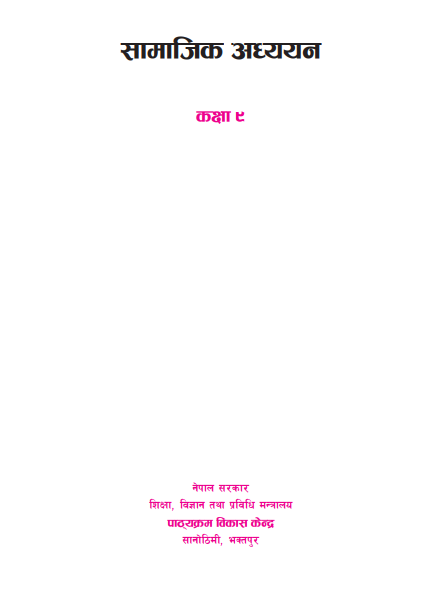 सामाजिक अध्ययन
कक्षा ९
नेपाल सरकार
शिक्षा, विज्ञान तथा प्रविधि मन्त्रालय
पाठ्यक्रम विकास केन्द्र
सानोठिमी, भक्तपुर